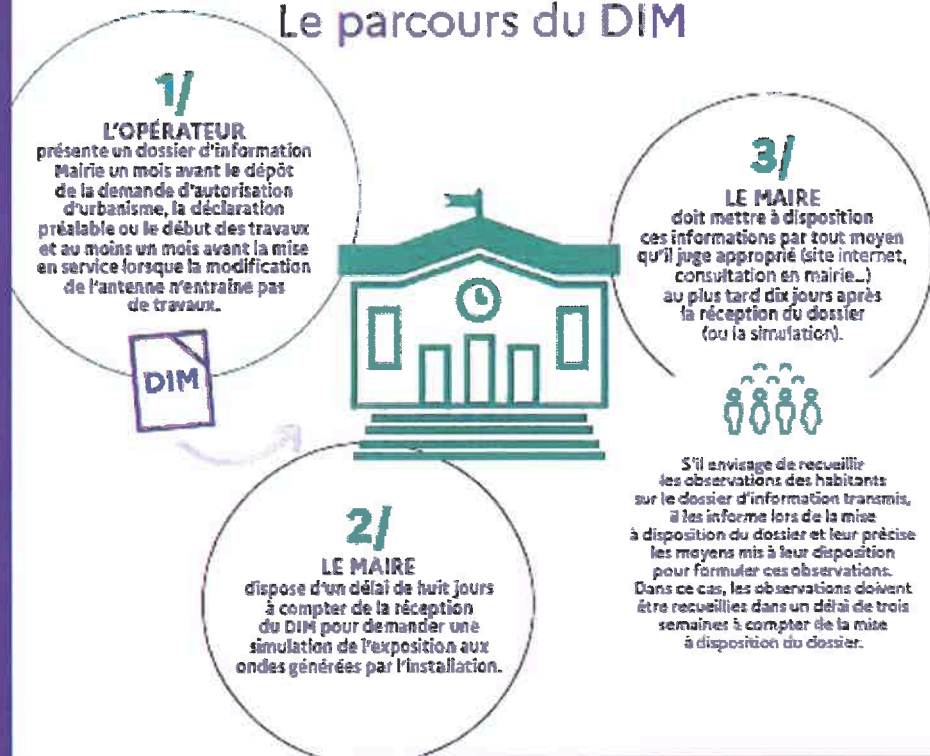 Le parcours du DIM
1/
L'OPÉRATEUR
présente un dossier d'information
Mairie un mois avant le dépôt
de la demande d'autorisation
d'urbanisme, la déclaration
préalable ou le début des travaux
et au moins un mois avant la mise
en service lorsque la modification
de l'antenne n'entraîne pas
de travaux.
DIM
2/
LE MAIRE
dispose d'un délai de huit jours
à compter de la réception
du DIM pour demander une
simulation de l'exposition aux
ondes générées par l'installation.
3/
LE MAIRE
doit mettre à disposition
ces informations par tout moyen
qu'il juge approprié (site internet,
consultation en mairie...)
au plus tard dix jours après
la réception du dossier
(ou la simulation).
S'il envisage de recueillir
les observations des habitants
sur le dossier d'information transmis,
il les informe lors de la mise
à disposition du dossier et leur précise
les moyens mis à leur disposition
pour formuler ces observations.
Dans ce cas, les observations doivent
être recueillies dans un délai de trois
semaines à compter de la mise
à disposition du dossier.